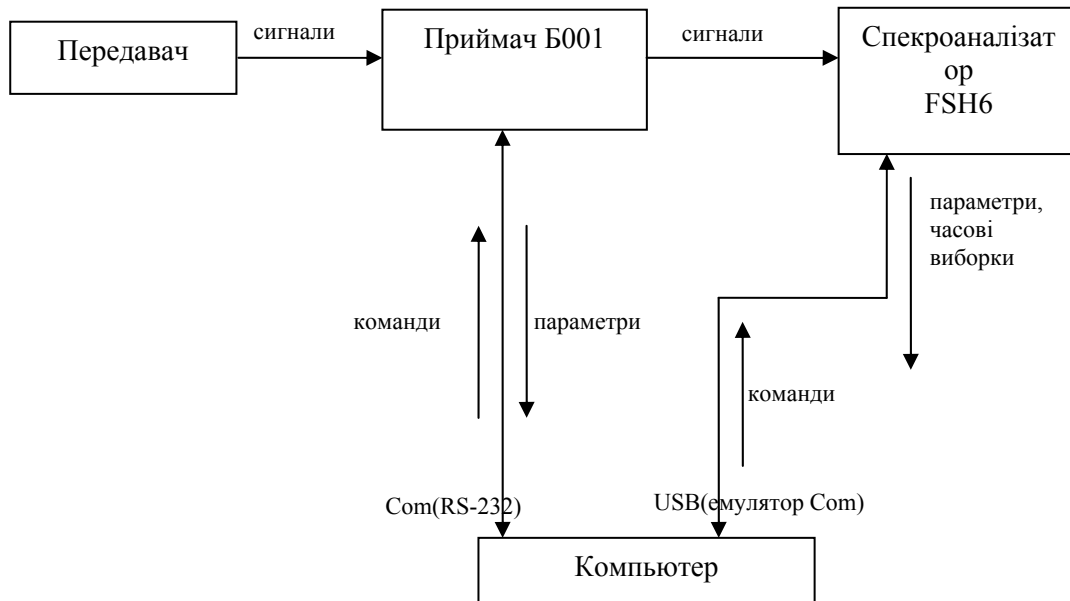 Передавач
сигнали
Приймач Б001
сигнали
Спекроаналізат
ор
FSH6
параметри,
часові
виборки
команди
параметри
команди
Com(RS-232)
USB(емулятор Com)
Компьютер